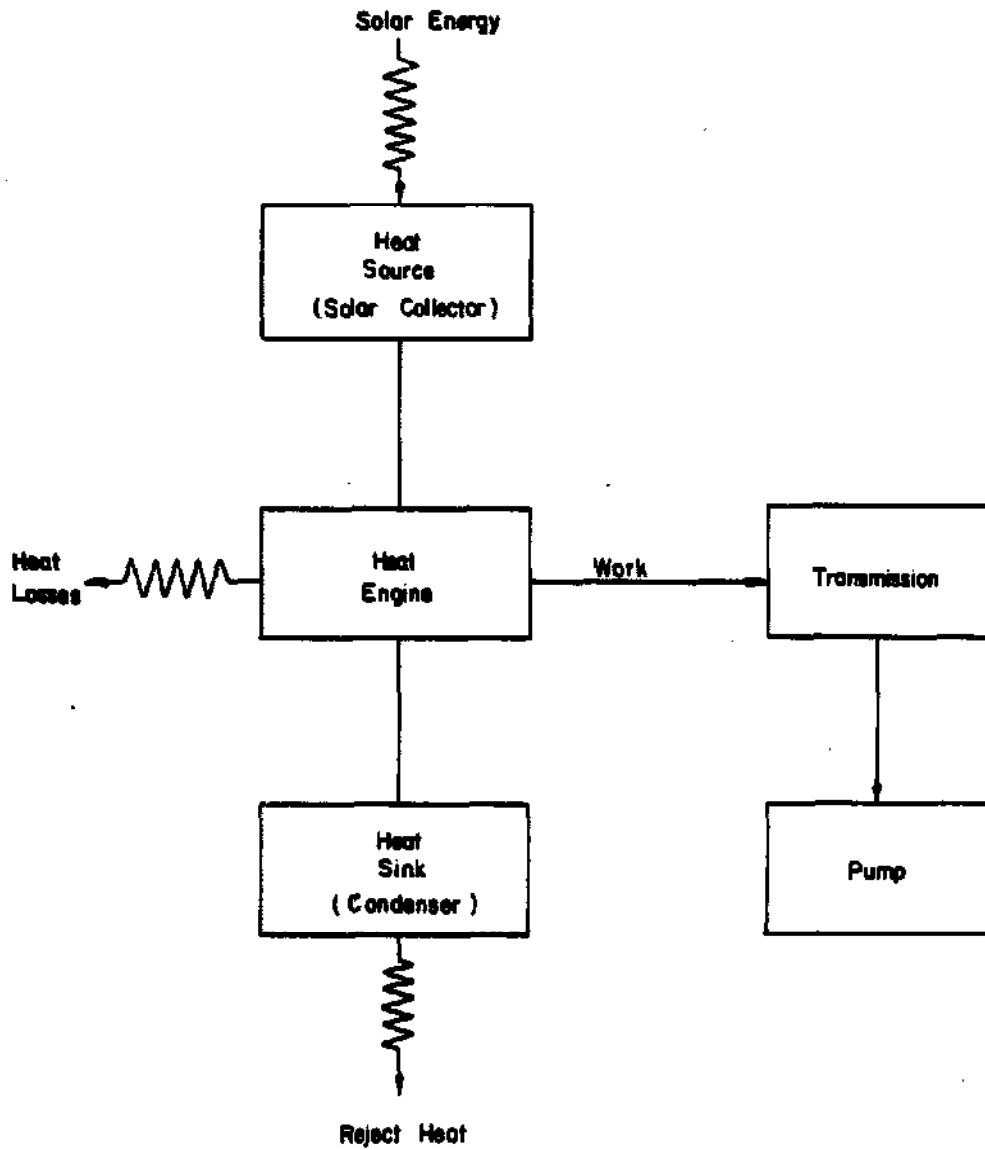 Solar Energy
Heat
Source
(Solar Collector)
Heat
Losses
Heat
Engine
Work
Transmission
Heat
Sink
(Condenser)
Pump
Reject Heat